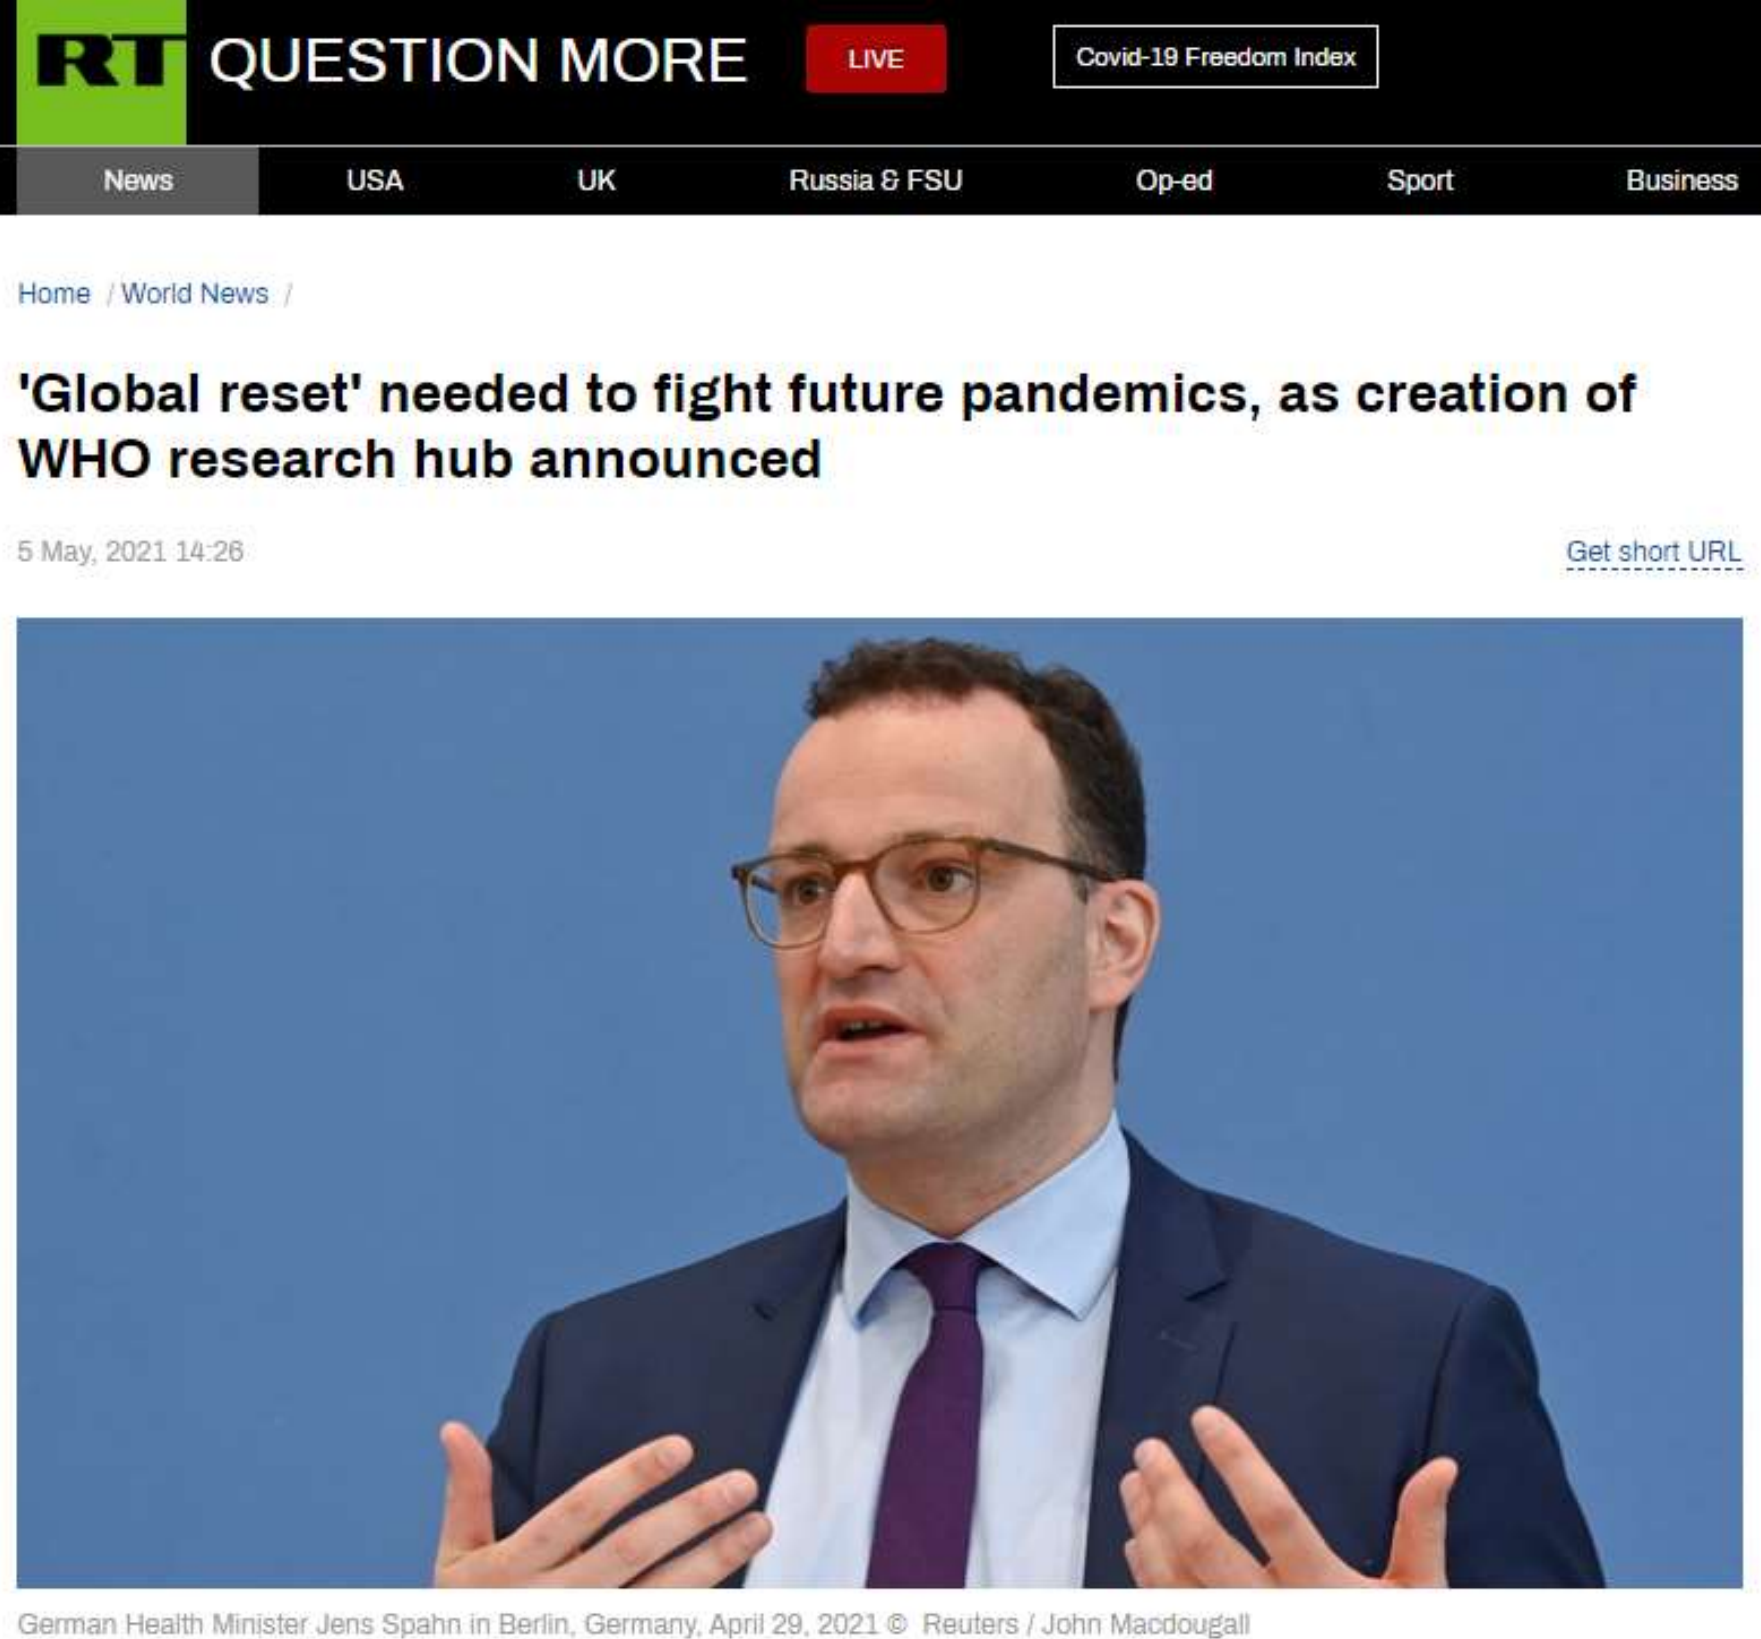 RT QUESTION MORE LIVE Covid-19 Freedom Index
News USA UK Russia & FSU Op-ed Sport Business
Home / World News /
'Global reset' needed to fight future pandemics, as creation of
WHO research hub announced
5 May, 2021 14:26 Get short URL
German Health Minister Jens Spahn in Berlin, Germany, April 29, 2021 © Reuters / John Macdougall